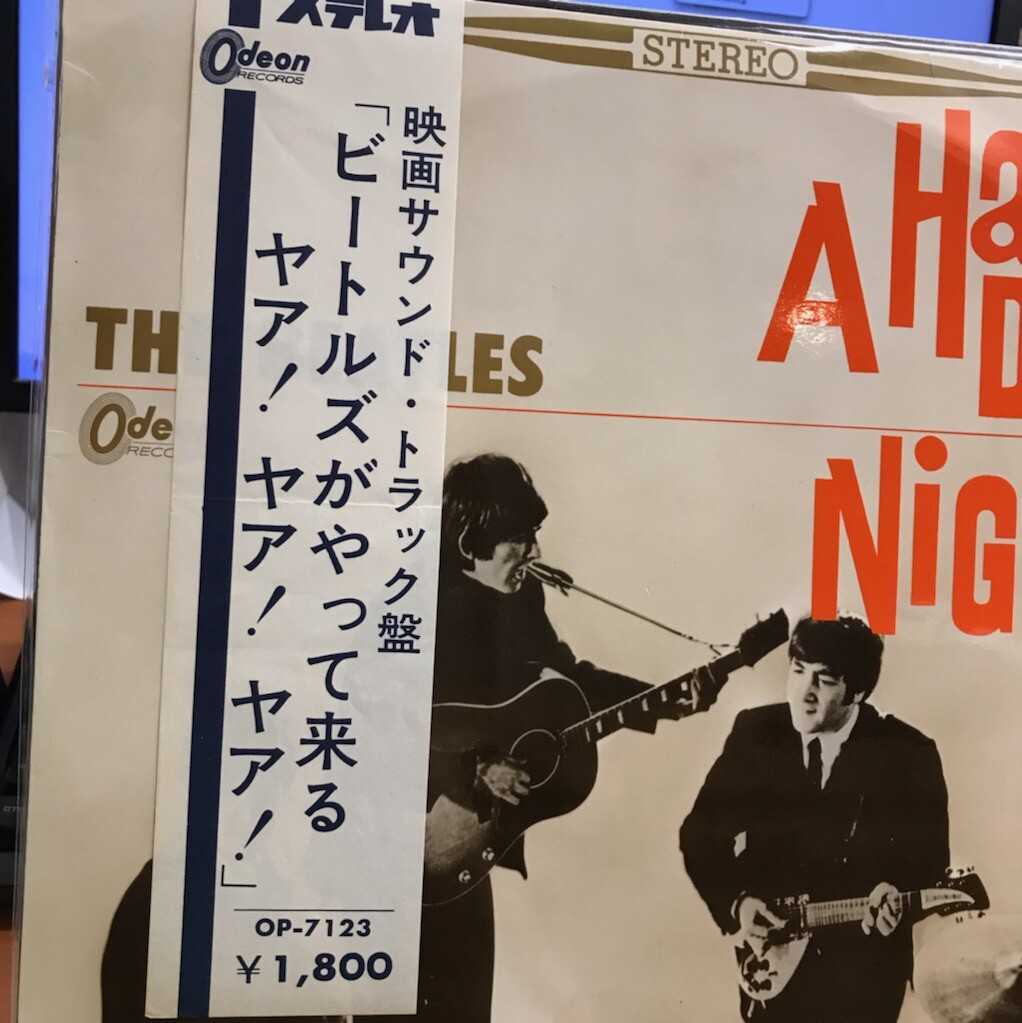 ステレオ
Odeon
RECORDS
映画サウンド・トラック盤
「ビートルズがやって来る
ヤア！ヤア！ヤア！」
OP-7123
￥1,800
STEREO
A Ha
D
NIG
TH LES
Ode
RECO